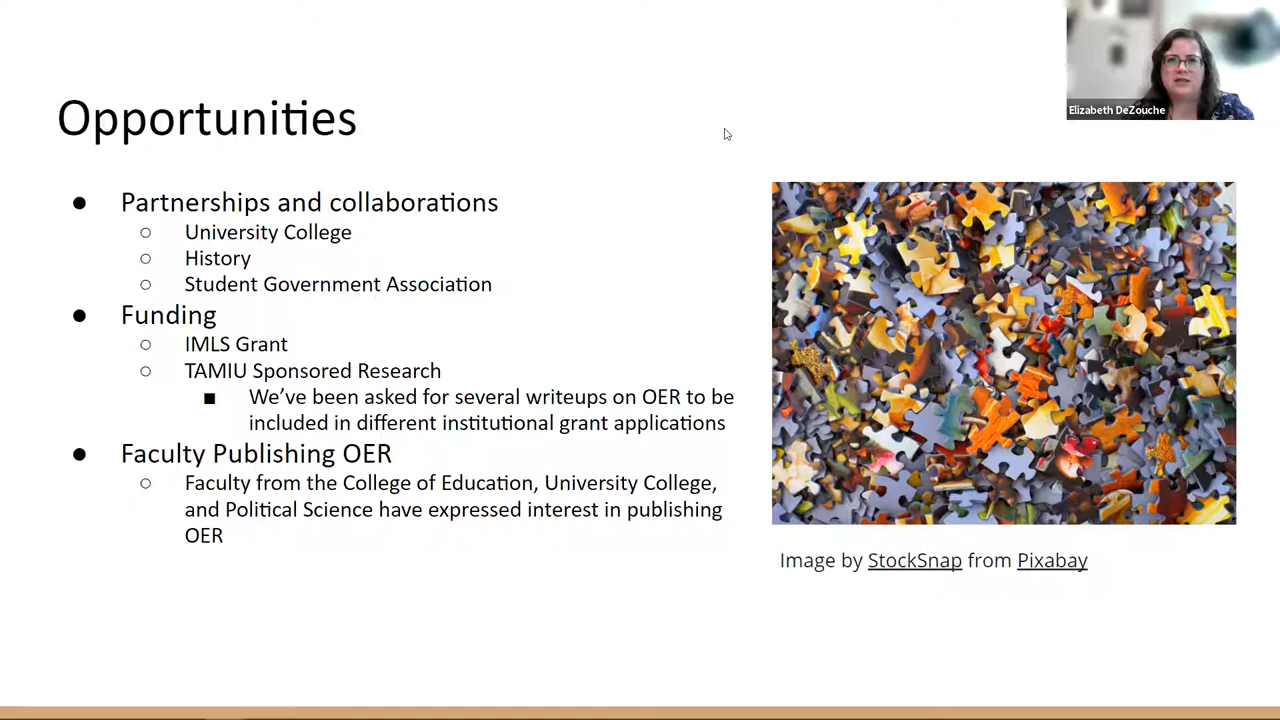 Elizabeth DeZouche
Opportunities
● Partnerships and collaborations
○ University College
○ History
○ Student Government Association
● Funding
○ IMLS Grant
○ TAMIU Sponsored Research
■ We’ve been asked for several writeups on OER to be
included in different institutional grant applications
● Faculty Publishing OER
○ Faculty from the College of Education, University College,
and Political Science have expressed interest in publishing
OER
Image by StockSnap from Pixabay